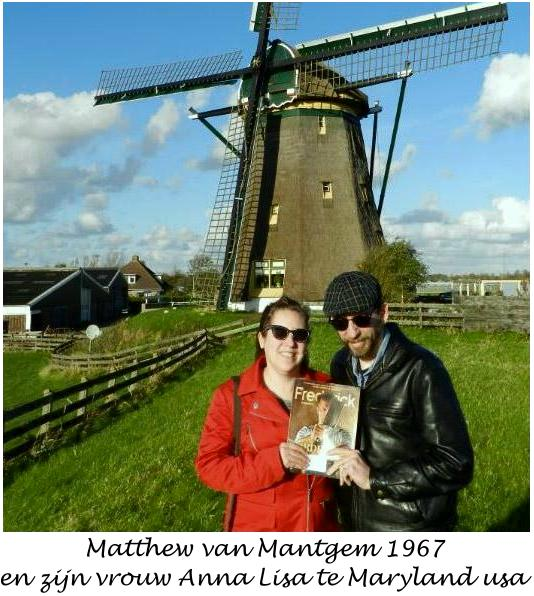 Frederick
Matthew van Mantgem 1967
en zijn vrouw Anna Lisa te Maryland usa